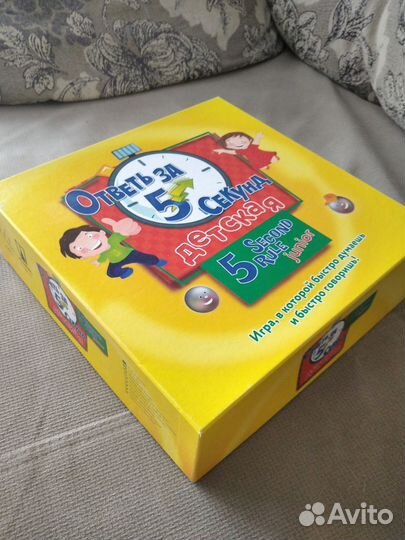 ОТВЕТЬ ЗА
5 СЕКУНД
ДЕТСКАЯ
5 SECOND
RULE junior
Игра, в которой быстро думаешь
и быстро говоришь!
Avito